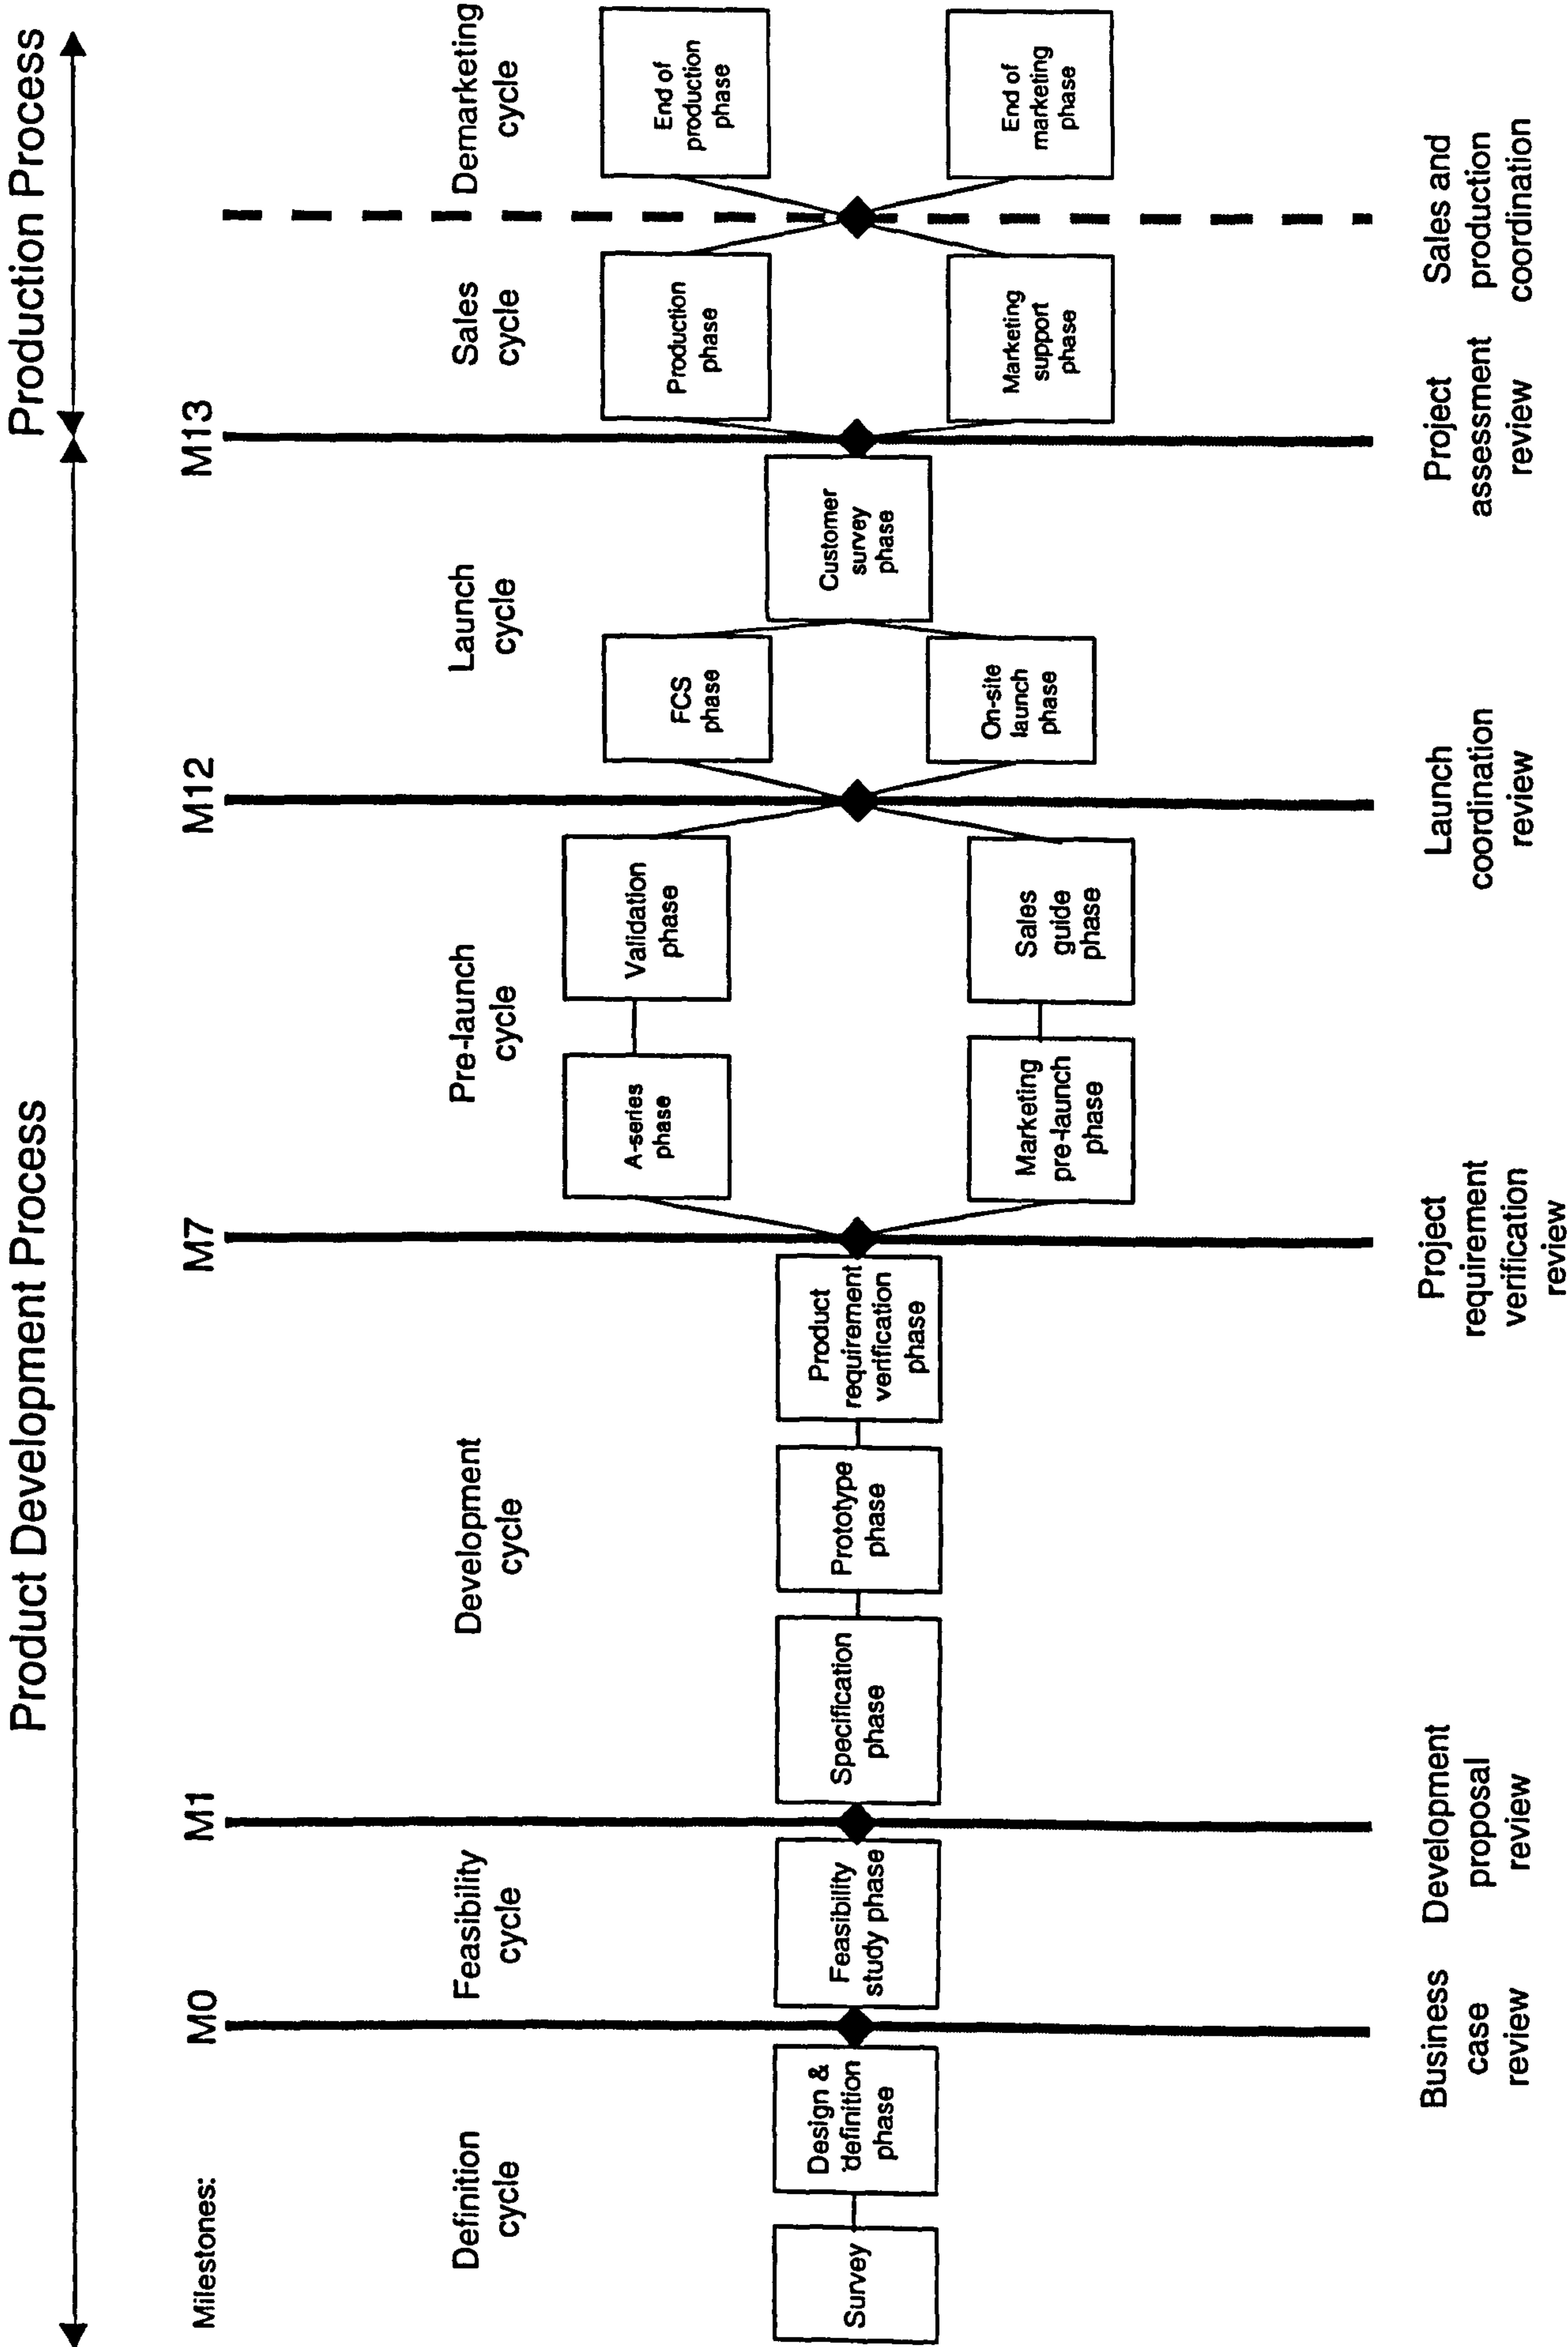 Product Development Process
Production Process
Milestones:
M0
M1
M7
M12
M13
Definition
cycle
Feasibility
cycle
Development
cycle
Pre-launch
cycle
Launch
cycle
Sales
cycle
Demarketing
cycle
Survey
Design &
definition
phase
Feasibility
study phase
Specification
phase
Prototype
phase
Product
requirement
verification
phase
A-series
phase
Validation
phase
Marketing
pre-launch
phase
Sales
guide
phase
FCS
phase
On-site
launch
phase
Customer
survey
phase
Production
phase
Marketing
support
phase
End of
production
phase
End of
marketing
phase
Business
case
review
Development
proposal
review
Project
requirement
verification
review
Launch
coordination
review
Project
assessment
review
Sales and
production
coordination